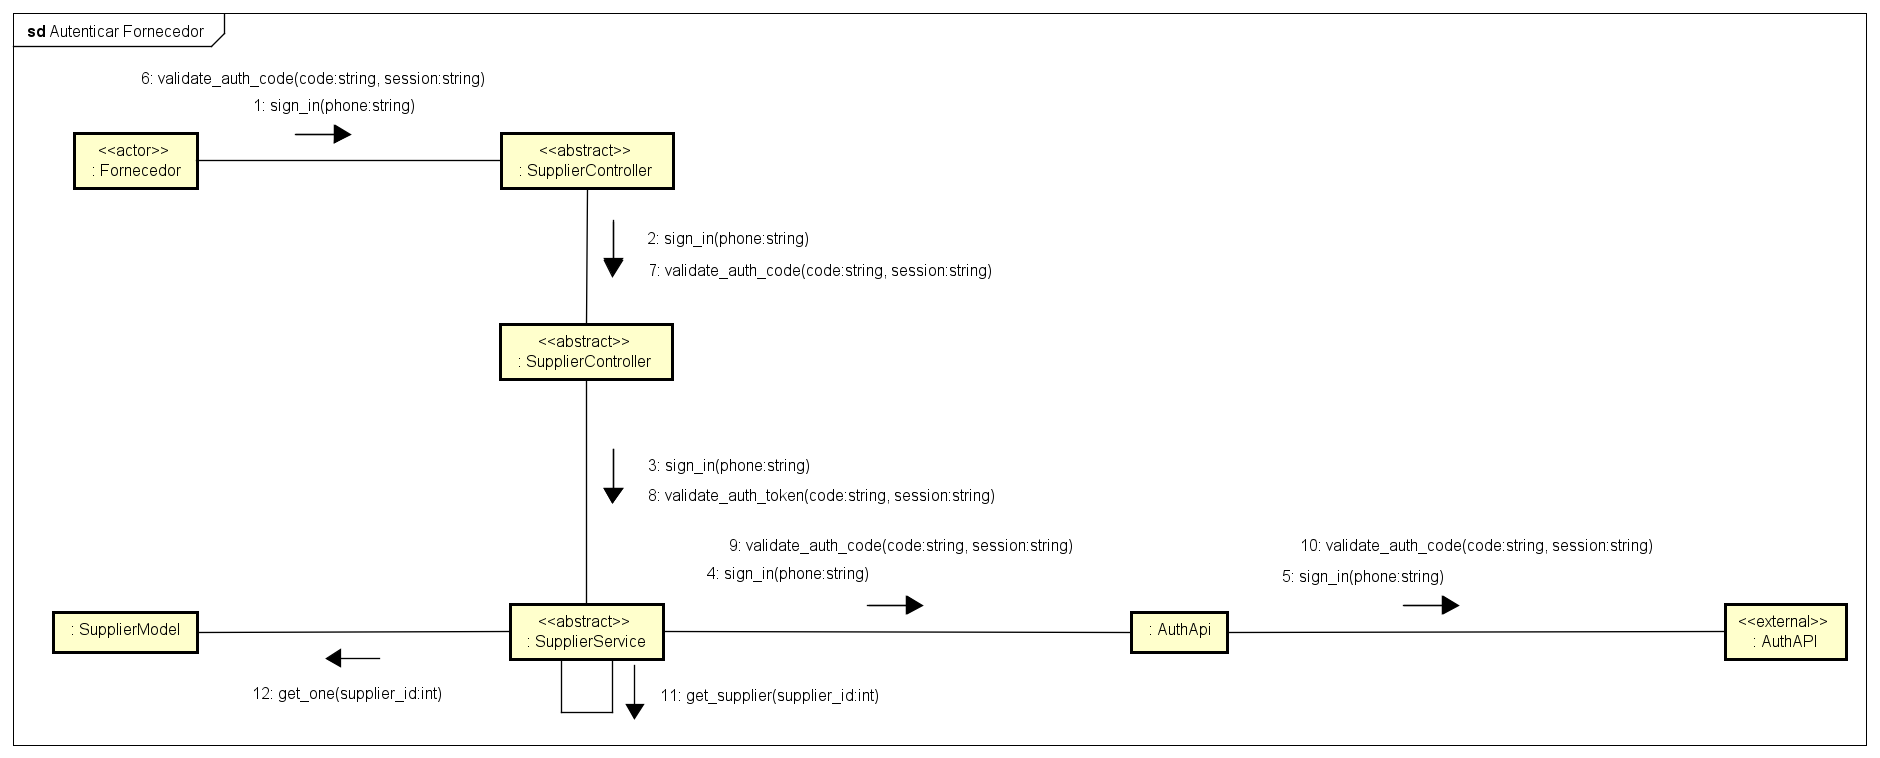 sd Autenticar Fornecedor
6: validate_auth_code(code:string, session:string)
1: sign_in(phone:string)
<<actor>>
: Fornecedor
<<abstract>>
: SupplierController
2: sign_in(phone:string)
7: validate_auth_code(code:string, session:string)
<<abstract>>
: SupplierController
3: sign_in(phone:string)
8: validate_auth_token(code:string, session:string)
9: validate_auth_code(code:string, session:string)
4: sign_in(phone:string)
10: validate_auth_code(code:string, session:string)
5: sign_in(phone:string)
: SupplierModel
<<abstract>>
: SupplierService
: AuthApi
<<external>>
: AuthAPI
12: get_one(supplier_id:int)
11: get_supplier(supplier_id:int)